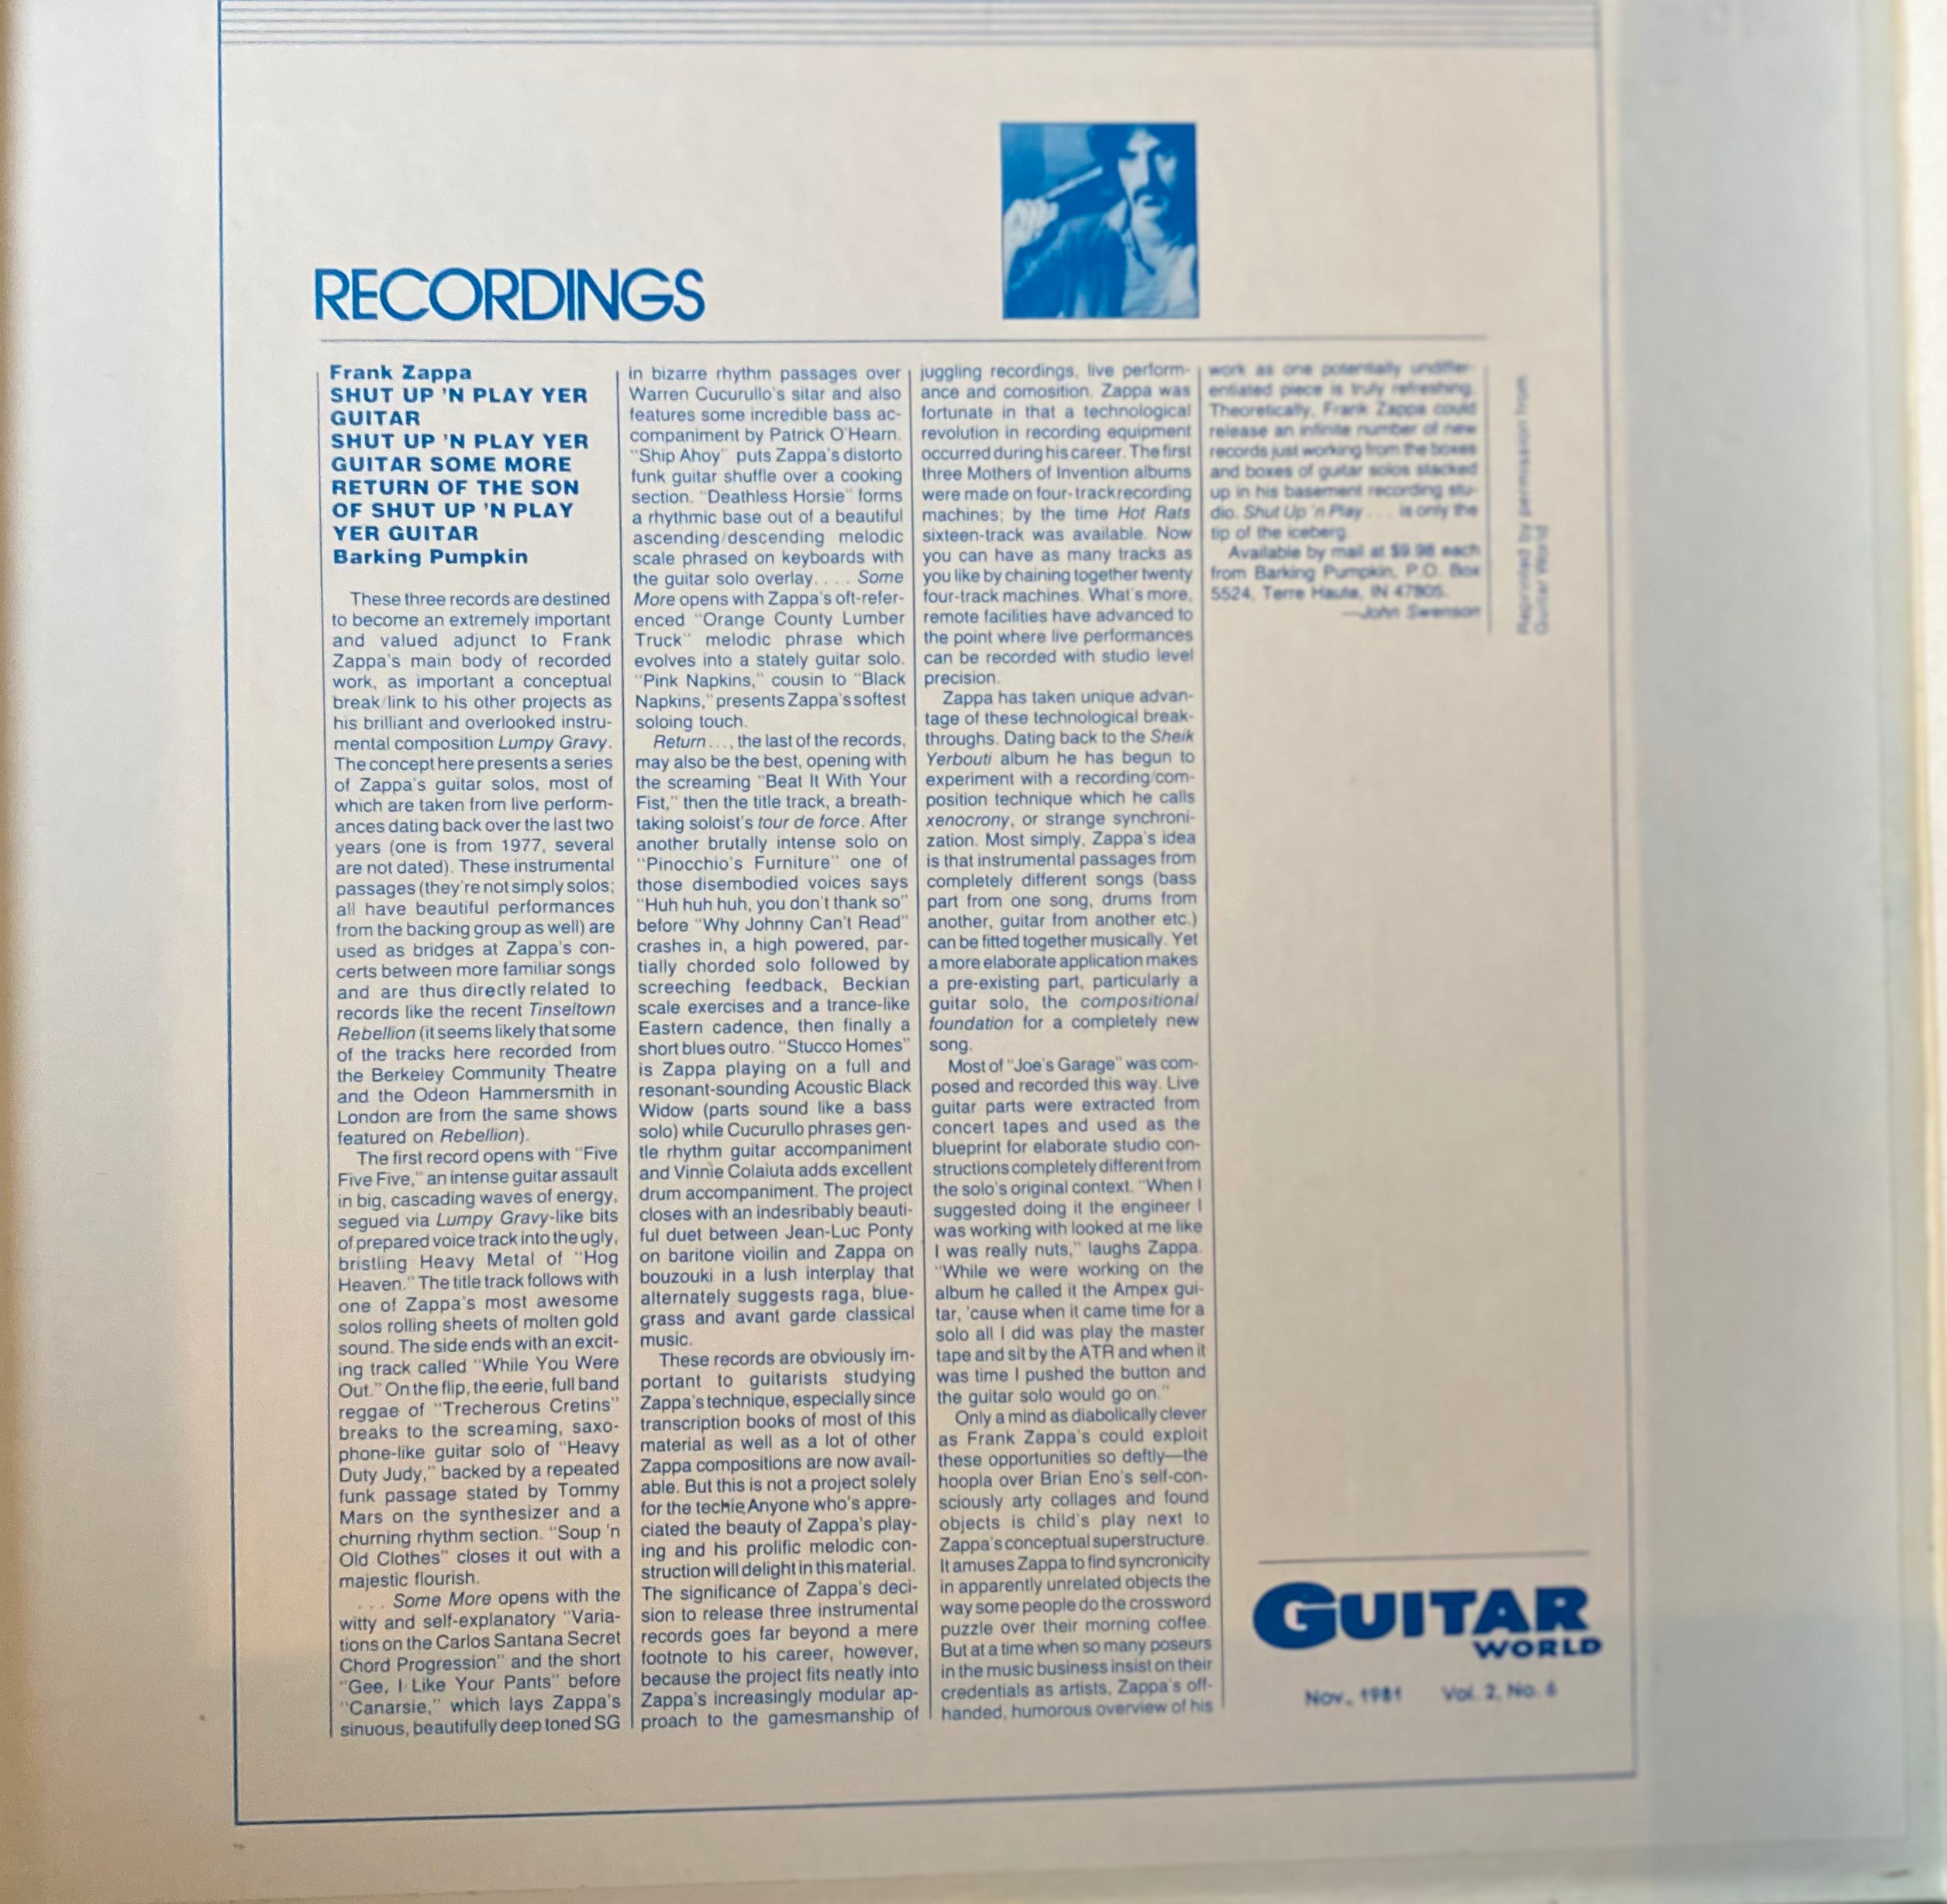 RECORDINGS
Frank Zappa
SHUT UP 'N PLAY YER
GUITAR
SHUT UP 'N PLAY YER
GUITAR SOME MORE
RETURN OF THE SON
OF SHUT UP 'N PLAY
YER GUITAR
Barking Pumpkin
These three records are destined
to become an extremely important
and valued adjunct to Frank
Zappa's main body of recorded
work, as important a conceptual
break/link to his other projects as
his brilliant and overlooked instru-
mental composition Lumpy Gravy.
The concept here presents a series
of Zappa's guitar solos, most of
which are taken from live perform-
ances dating back over the last two
years (one is from 1977, several
are not dated). These instrumental
passages (they're not simply solos;
all have beautiful performances
from the backing group as well) are
used as bridges at Zappa's con-
certs between more familiar songs
and are thus directly related to
records like the recent Tinseltown
Rebellion (it seems likely that some
of the tracks here recorded from
the Berkeley Community Theatre
and the Odeon Hammersmith in
London are from the same shows
featured on Rebellion).
The first record opens with "Five
Five Five," an intense guitar assault
in big, cascading waves of energy,
segued via Lumpy Gravy-like bits
of prepared voice track into the ugly,
bristling Heavy Metal of "Hog
Heaven." The title track follows with
one of Zappa's most awesome
solos rolling sheets of molten gold
sound. The side ends with an excit-
ing track called "While You Were
Out." On the flip, the eerie, full band
reggae of "Trecherous Cretins"
breaks to the screaming, saxo-
phone-like guitar solo of "Heavy
Duty Judy," backed by a repeated
funk passage stated by Tommy
Mars on the synthesizer and a
churning rhythm section. "Soup 'n
Old Clothes" closes it out with a
majestic flourish.
... Some More opens with the
witty and self-explanatory "Varia-
tions on the Carlos Santana Secret
Chord Progression" and the short
"Gee, I Like Your Pants" before
"Canarsie," which lays Zappa's
sinuous, beautifully deep toned SG
in bizarre rhythm passages over
Warren Cucurullo's sitar and also
features some incredible bass ac-
companiment by Patrick O'Hearn.
"Ship Ahoy" puts Zappa's distorto
funk guitar shuffle over a cooking
section. "Deathless Horsie" forms
a rhythmic base out of a beautiful
ascending/descending melodic
scale phrased on keyboards with
the guitar solo overlay. . . . Some
More opens with Zappa's oft-refer-
enced "Orange County Lumber
Truck" melodic phrase which
evolves into a stately guitar solo.
"Pink Napkins," cousin to "Black
Napkins," presents Zappa's softest
soloing touch.
Return . . ., the last of the records,
may also be the best, opening with
the screaming "Beat It With Your
Fist," then the title track, a breath-
taking soloist's tour de force. After
another brutally intense solo on
"Pinocchio's Furniture" one of
those disembodied voices says
"Huh huh huh, you don't thank so"
before "Why Johnny Can't Read"
crashes in, a high powered, par-
tially chorded solo followed by
screeching feedback, Beckian
scale exercises and a trance-like
Eastern cadence, then finally a
short blues outro. "Stucco Homes"
is Zappa playing on a full and
resonant-sounding Acoustic Black
Widow (parts sound like a bass
solo) while Cucurullo phrases gen-
tle rhythm guitar accompaniment
and Vinnie Colaiuta adds excellent
drum accompaniment. The project
closes with an indesribably beauti-
ful duet between Jean-Luc Ponty
on baritone vioilin and Zappa on
bouzouki in a lush interplay that
alternately suggests raga, blue-
grass and avant garde classical
music.
These records are obviously im-
portant to guitarists studying
Zappa's technique, especially since
transcription books of most of this
material as well as a lot of other
Zappa compositions are now avail-
able. But this is not a project solely
for the techie. Anyone who's appre-
ciated the beauty of Zappa's play-
ing and his prolific melodic con-
struction will delight in this material.
The significance of Zappa's deci-
sion to release three instrumental
records goes far beyond a mere
footnote to his career, however,
because the project fits neatly into
Zappa's increasingly modular ap-
proach to the gamesmanship of
juggling recordings, live perform-
ance and comosition. Zappa was
fortunate in that a technological
revolution in recording equipment
occurred during his career. The first
three Mothers of Invention albums
were made on four-track recording
machines; by the time Hot Rats
sixteen-track was available. Now
you can have as many tracks as
you like by chaining together twenty
four-track machines. What's more,
remote facilities have advanced to
the point where live performances
can be recorded with studio level
precision.
Zappa has taken unique advan-
tage of these technological break-
throughs. Dating back to the Sheik
Yerbouti album he has begun to
experiment with a recording/com-
position technique which he calls
xenocrony, or strange synchroni-
zation. Most simply, Zappa's idea
is that instrumental passages from
completely different songs (bass
part from one song, drums from
another, guitar from another etc.)
can be fitted together musically. Yet
a more elaborate application makes
a pre-existing part, particularly a
guitar solo, the compositional
foundation for a completely new
song.
Most of "Joe's Garage" was com-
posed and recorded this way. Live
guitar parts were extracted from
concert tapes and used as the
blueprint for elaborate studio con-
structions completely different from
the solo's original context. "When I
suggested doing it the engineer I
was working with looked at me like
I was really nuts," laughs Zappa.
"While we were working on the
album he called it the Ampex gui-
tar, 'cause when it came time for a
solo all I did was play the master
tape and sit by the ATR and when it
was time I pushed the button and
the guitar solo would go on."
Only a mind as diabolically clever
as Frank Zappa's could exploit
these opportunities so deftly—the
hoopla over Brian Eno's self-con-
sciously arty collages and found
objects is child's play next to
Zappa's conceptual superstructure.
It amuses Zappa to find syncronicity
in apparently unrelated objects the
way some people do the crossword
puzzle over their morning coffee.
But at a time when so many poseurs
in the music business insist on their
credentials as artists, Zappa's off-
handed, humorous overview of his
work as one potentially undiffer-
entiated piece is truly refreshing.
Theoretically, Frank Zappa could
release an infinite number of new
records just working from the boxes
and boxes of guitar solos stacked
up in his basement recording stu-
dio. Shut Up 'n Play . . . is only the
tip of the iceberg.
Available by mail at $9.98 each
from Barking Pumpkin, P.O. Box
5524, Terre Haute, IN 47805.
—John Swenson
Reprinted by permission from
Guitar World
GUITAR
WORLD
Nov., 1981 Vol. 2, No. 6